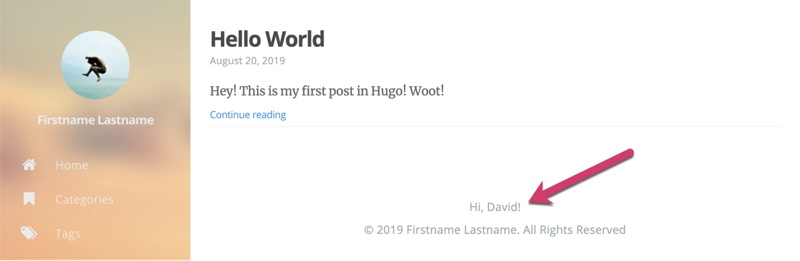 Firstname Lastname
Home
Categories
Tags
Hello World
August 20, 2019
Hey! This is my first post in Hugo! Woot!
Continue reading
Hi, David!
© 2019 Firstname Lastname. All Rights Reserved